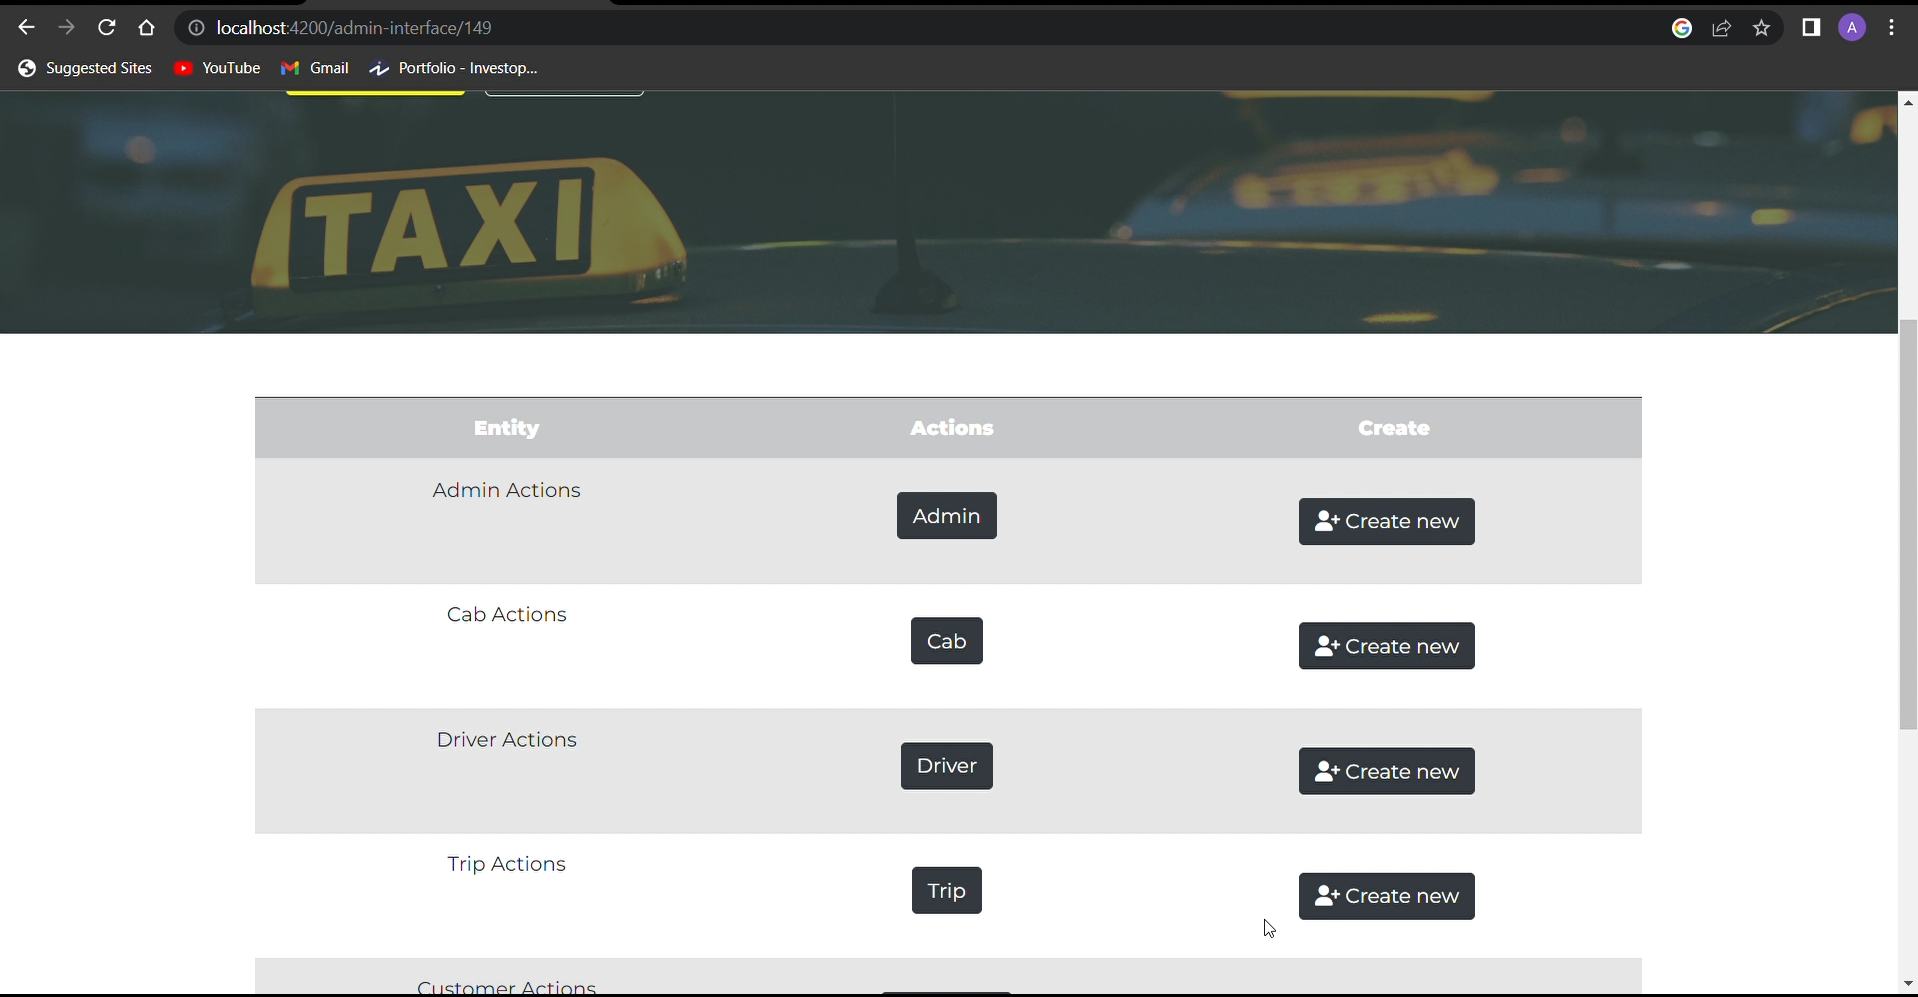 localhost:4200/admin-interface/149
A
Suggested Sites YouTube Gmail Portfolio - Investop...
TAXI
Entity Actions Create
Admin Actions Admin Create new
Cab Actions Cab Create new
Driver Actions Driver Create new
Trip Actions Trip Create new
Customer Actions